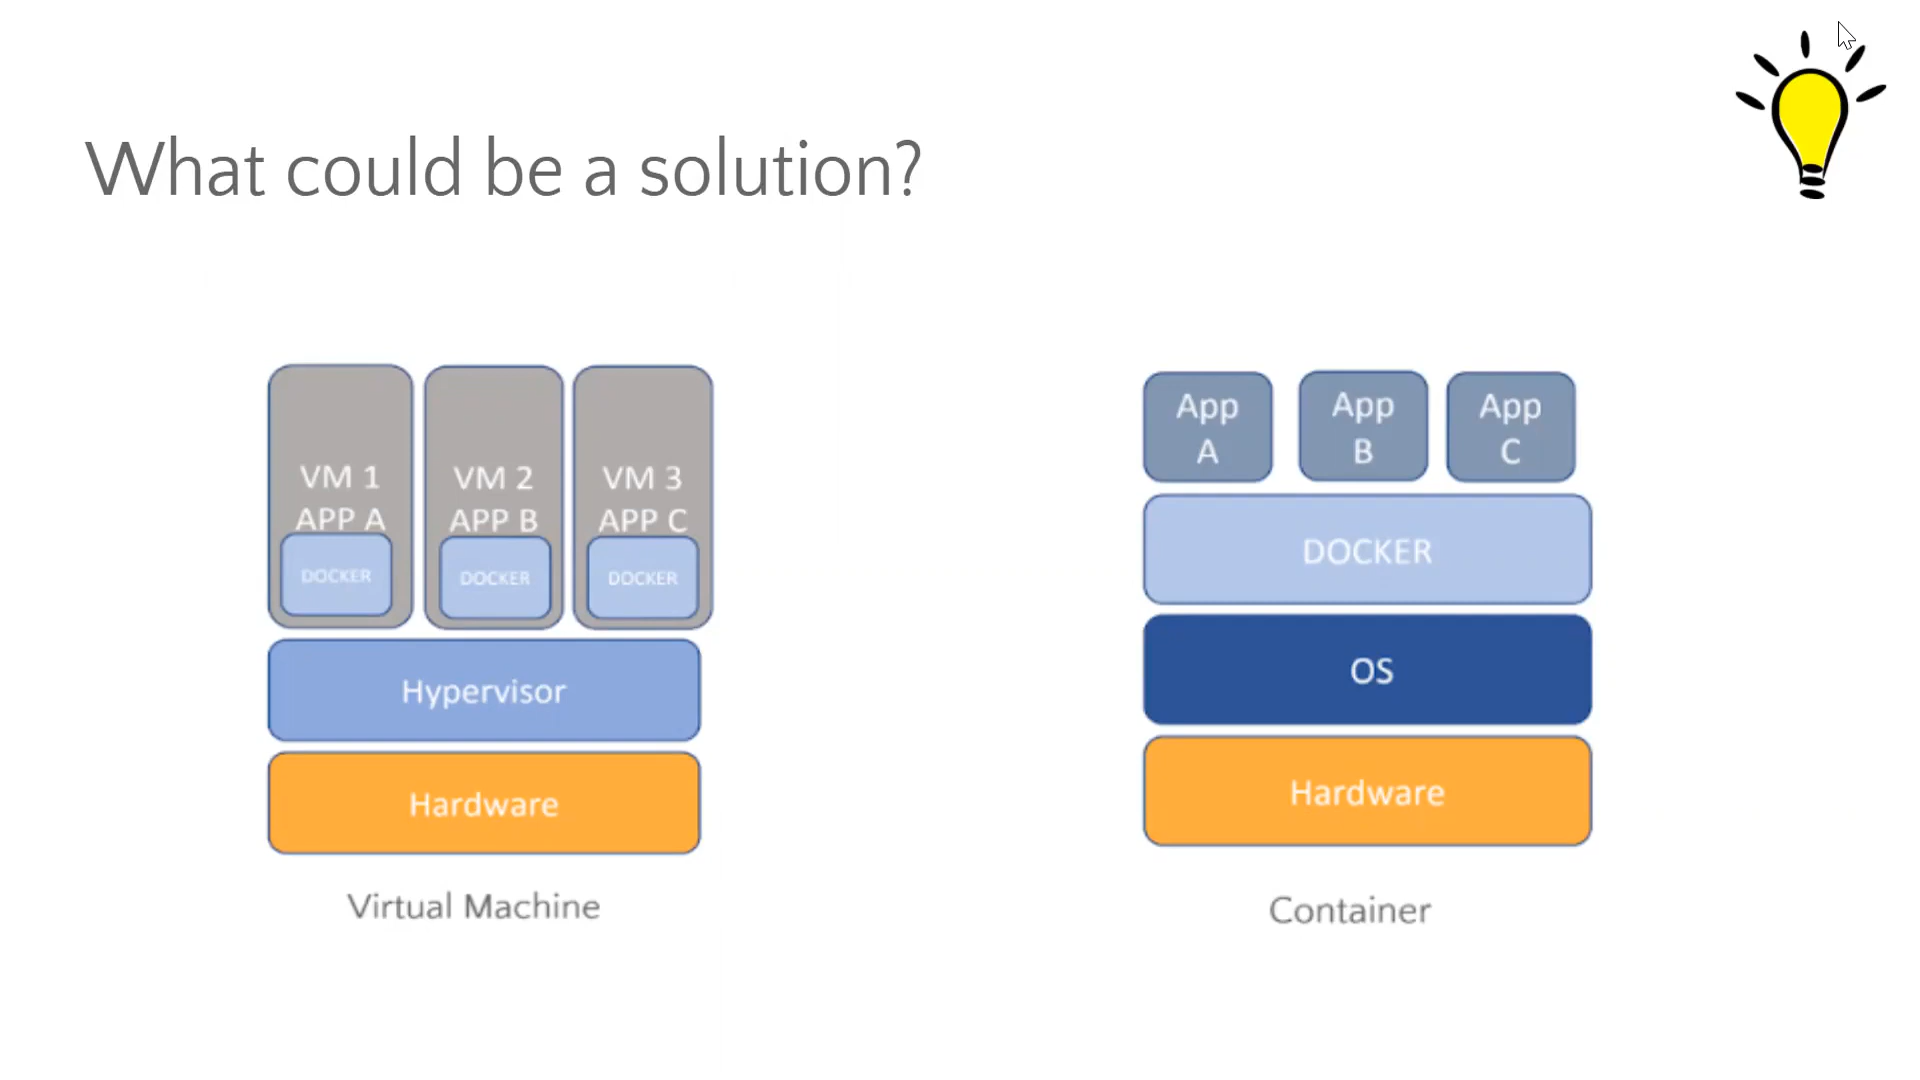 What could be a solution?
VM 1
APP A
DOCKER
VM 2
APP B
DOCKER
VM 3
APP C
DOCKER
Hypervisor
Hardware
Virtual Machine
App
A
App
B
App
C
DOCKER
OS
Hardware
Container